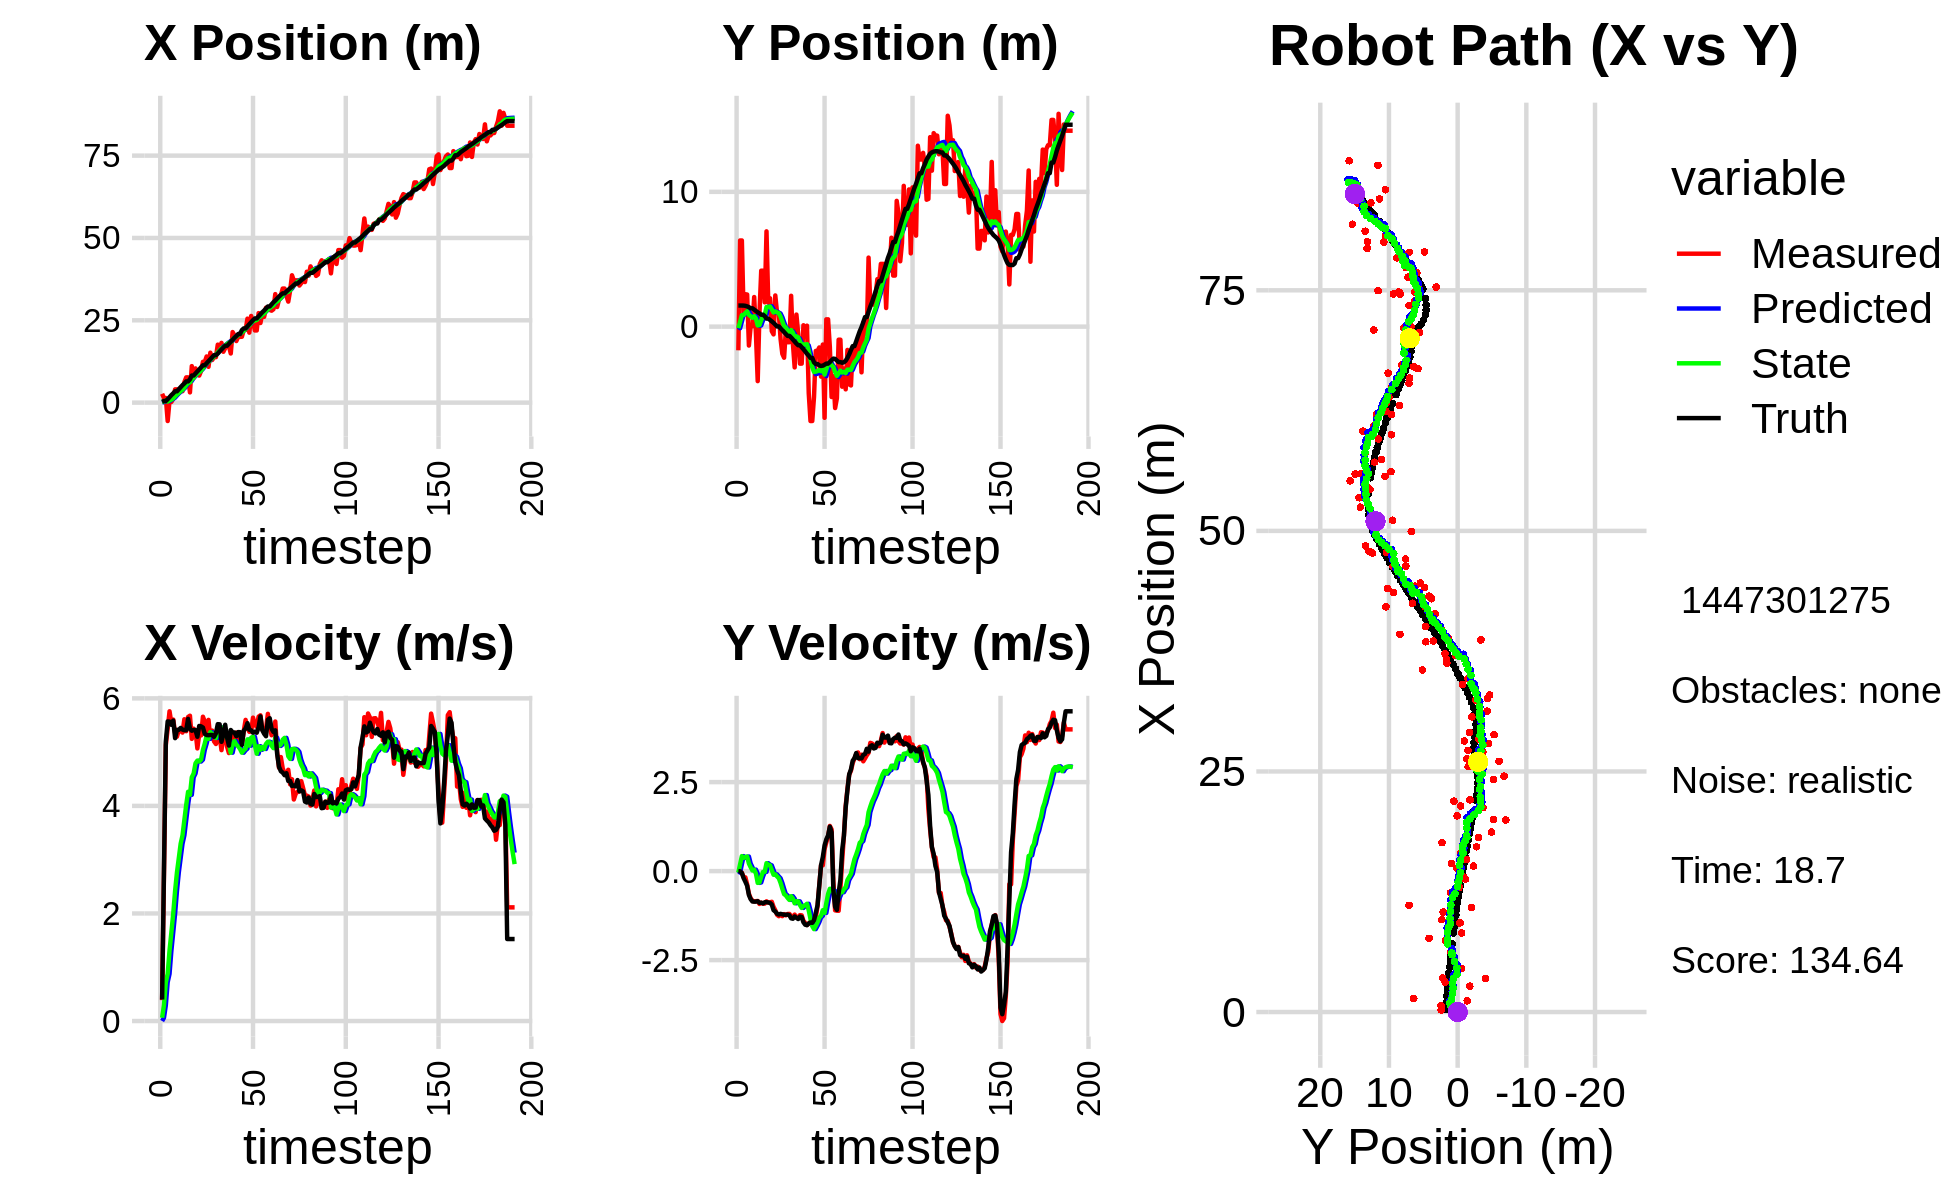 X Position (m)
75
50
25
0
0
50
100
150
200
timestep
Y Position (m)
10
0
0
50
100
150
200
timestep
X Velocity (m/s)
6
4
2
0
0
50
100
150
200
timestep
Y Velocity (m/s)
2.5
0.0
-2.5
0
50
100
150
200
timestep
Robot Path (X vs Y)
X Position (m)
75
50
25
0
20 10 0 -10 -20
Y Position (m)
variable
Measured
Predicted
State
Truth
1447301275
Obstacles: none
Noise: realistic
Time: 18.7
Score: 134.64